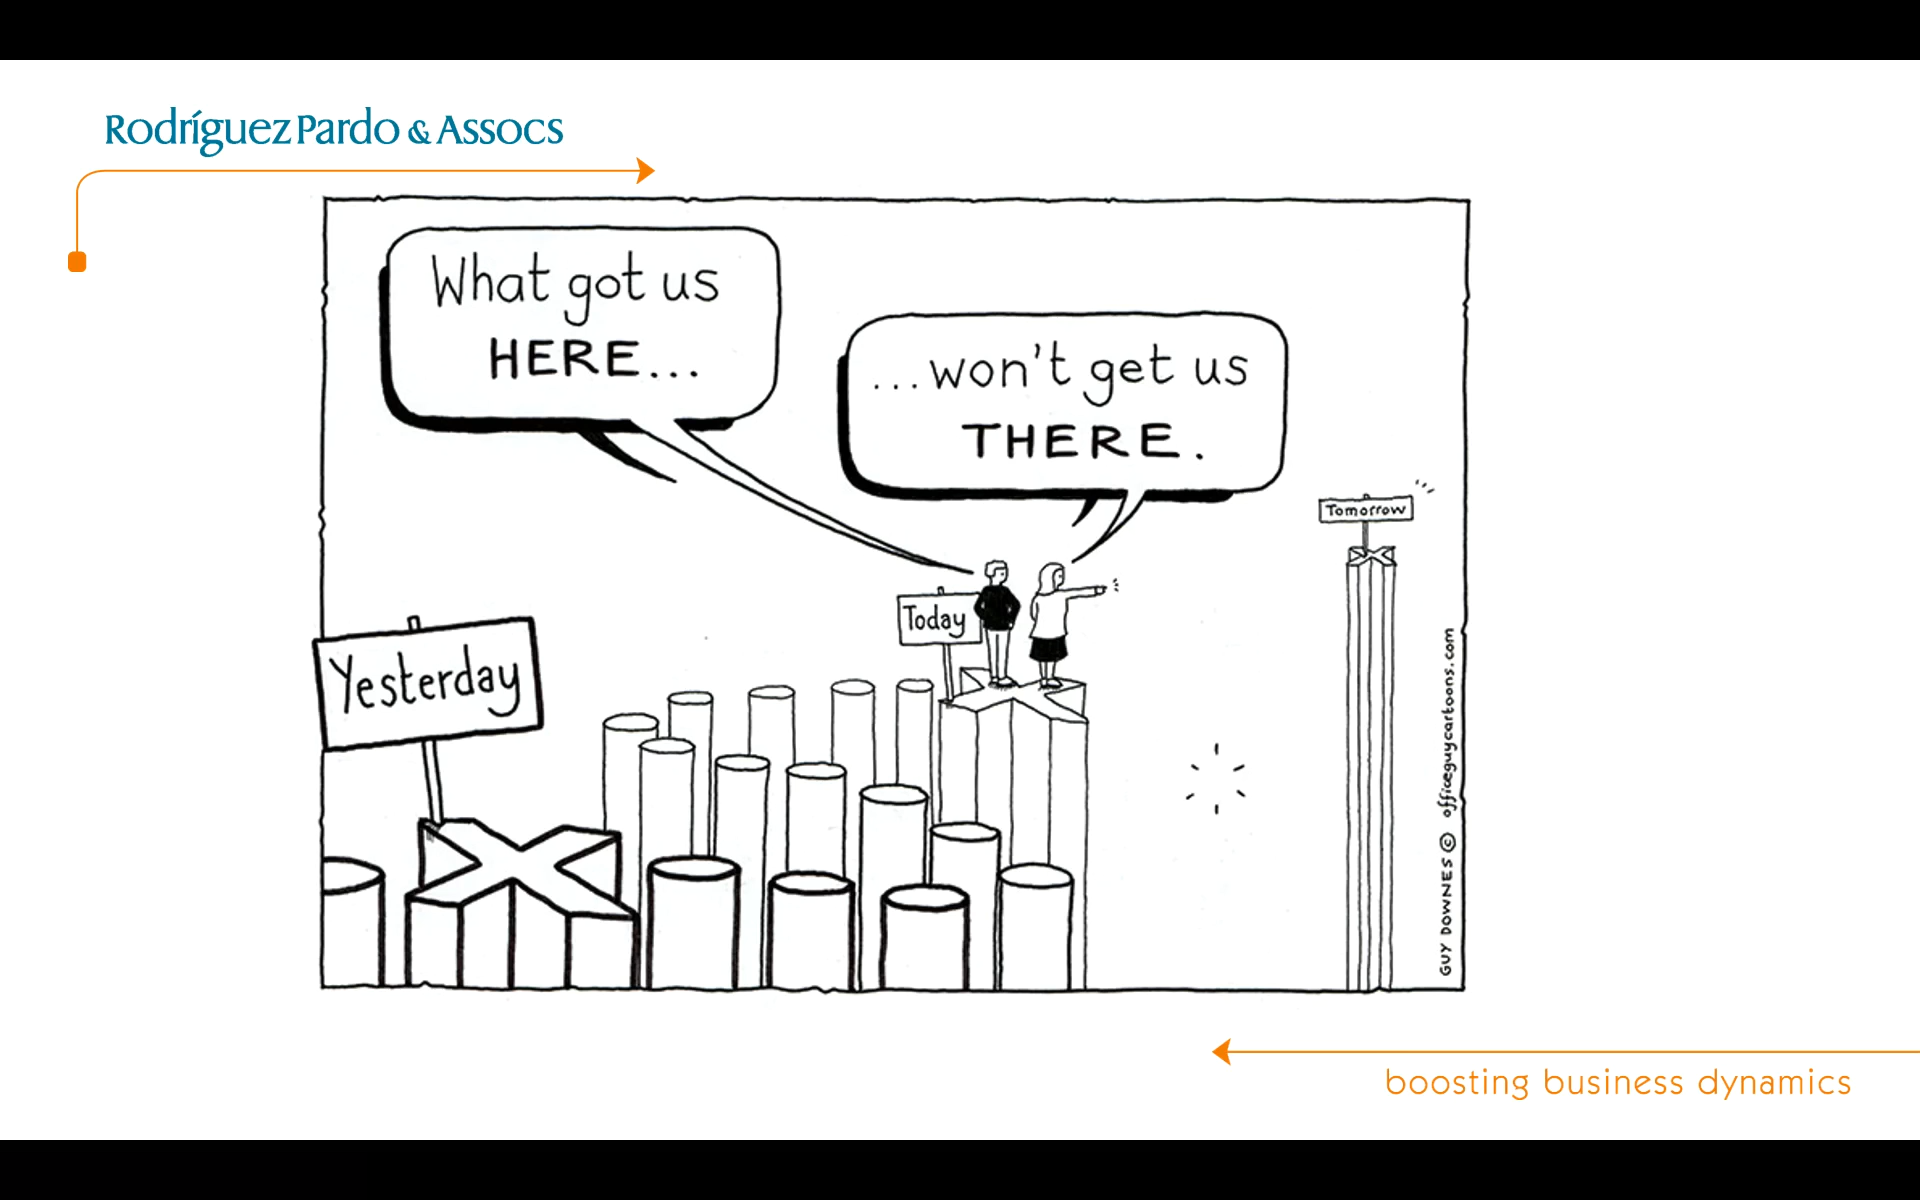 Rodríguez Pardo & Assocs
What got us
HERE...
...won't get us
THERE.
Tomorrow
Today
Yesterday
GUY DOWNES © officeguycartoons.com
boosting business dynamics